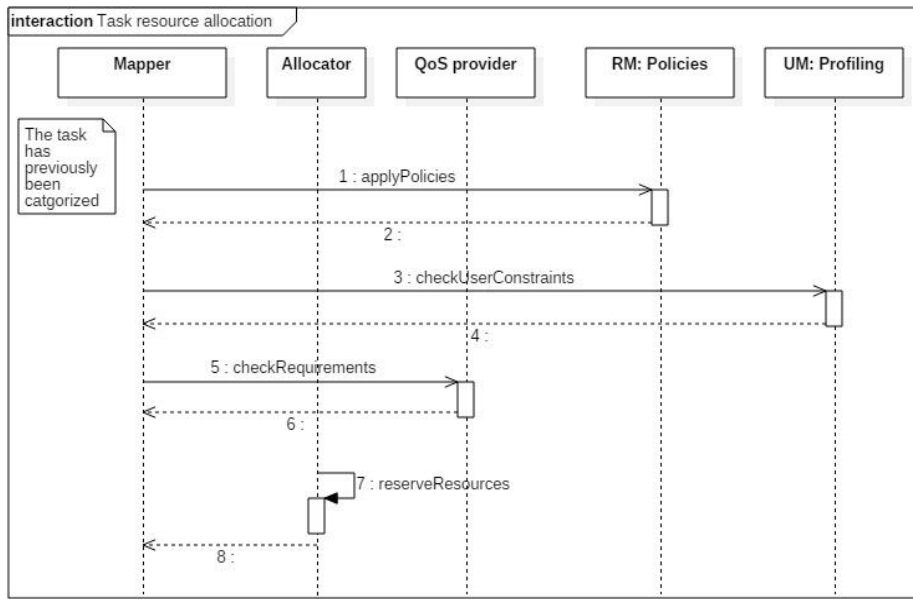 interaction Task resource allocation
Mapper
Allocator
QoS provider
RM: Policies
UM: Profiling
The task
has
previously
been
catgorized
1 : applyPolicies
2 :
3 : checkUserConstraints
4 :
5 : checkRequirements
6 :
7 : reserveResources
8 :